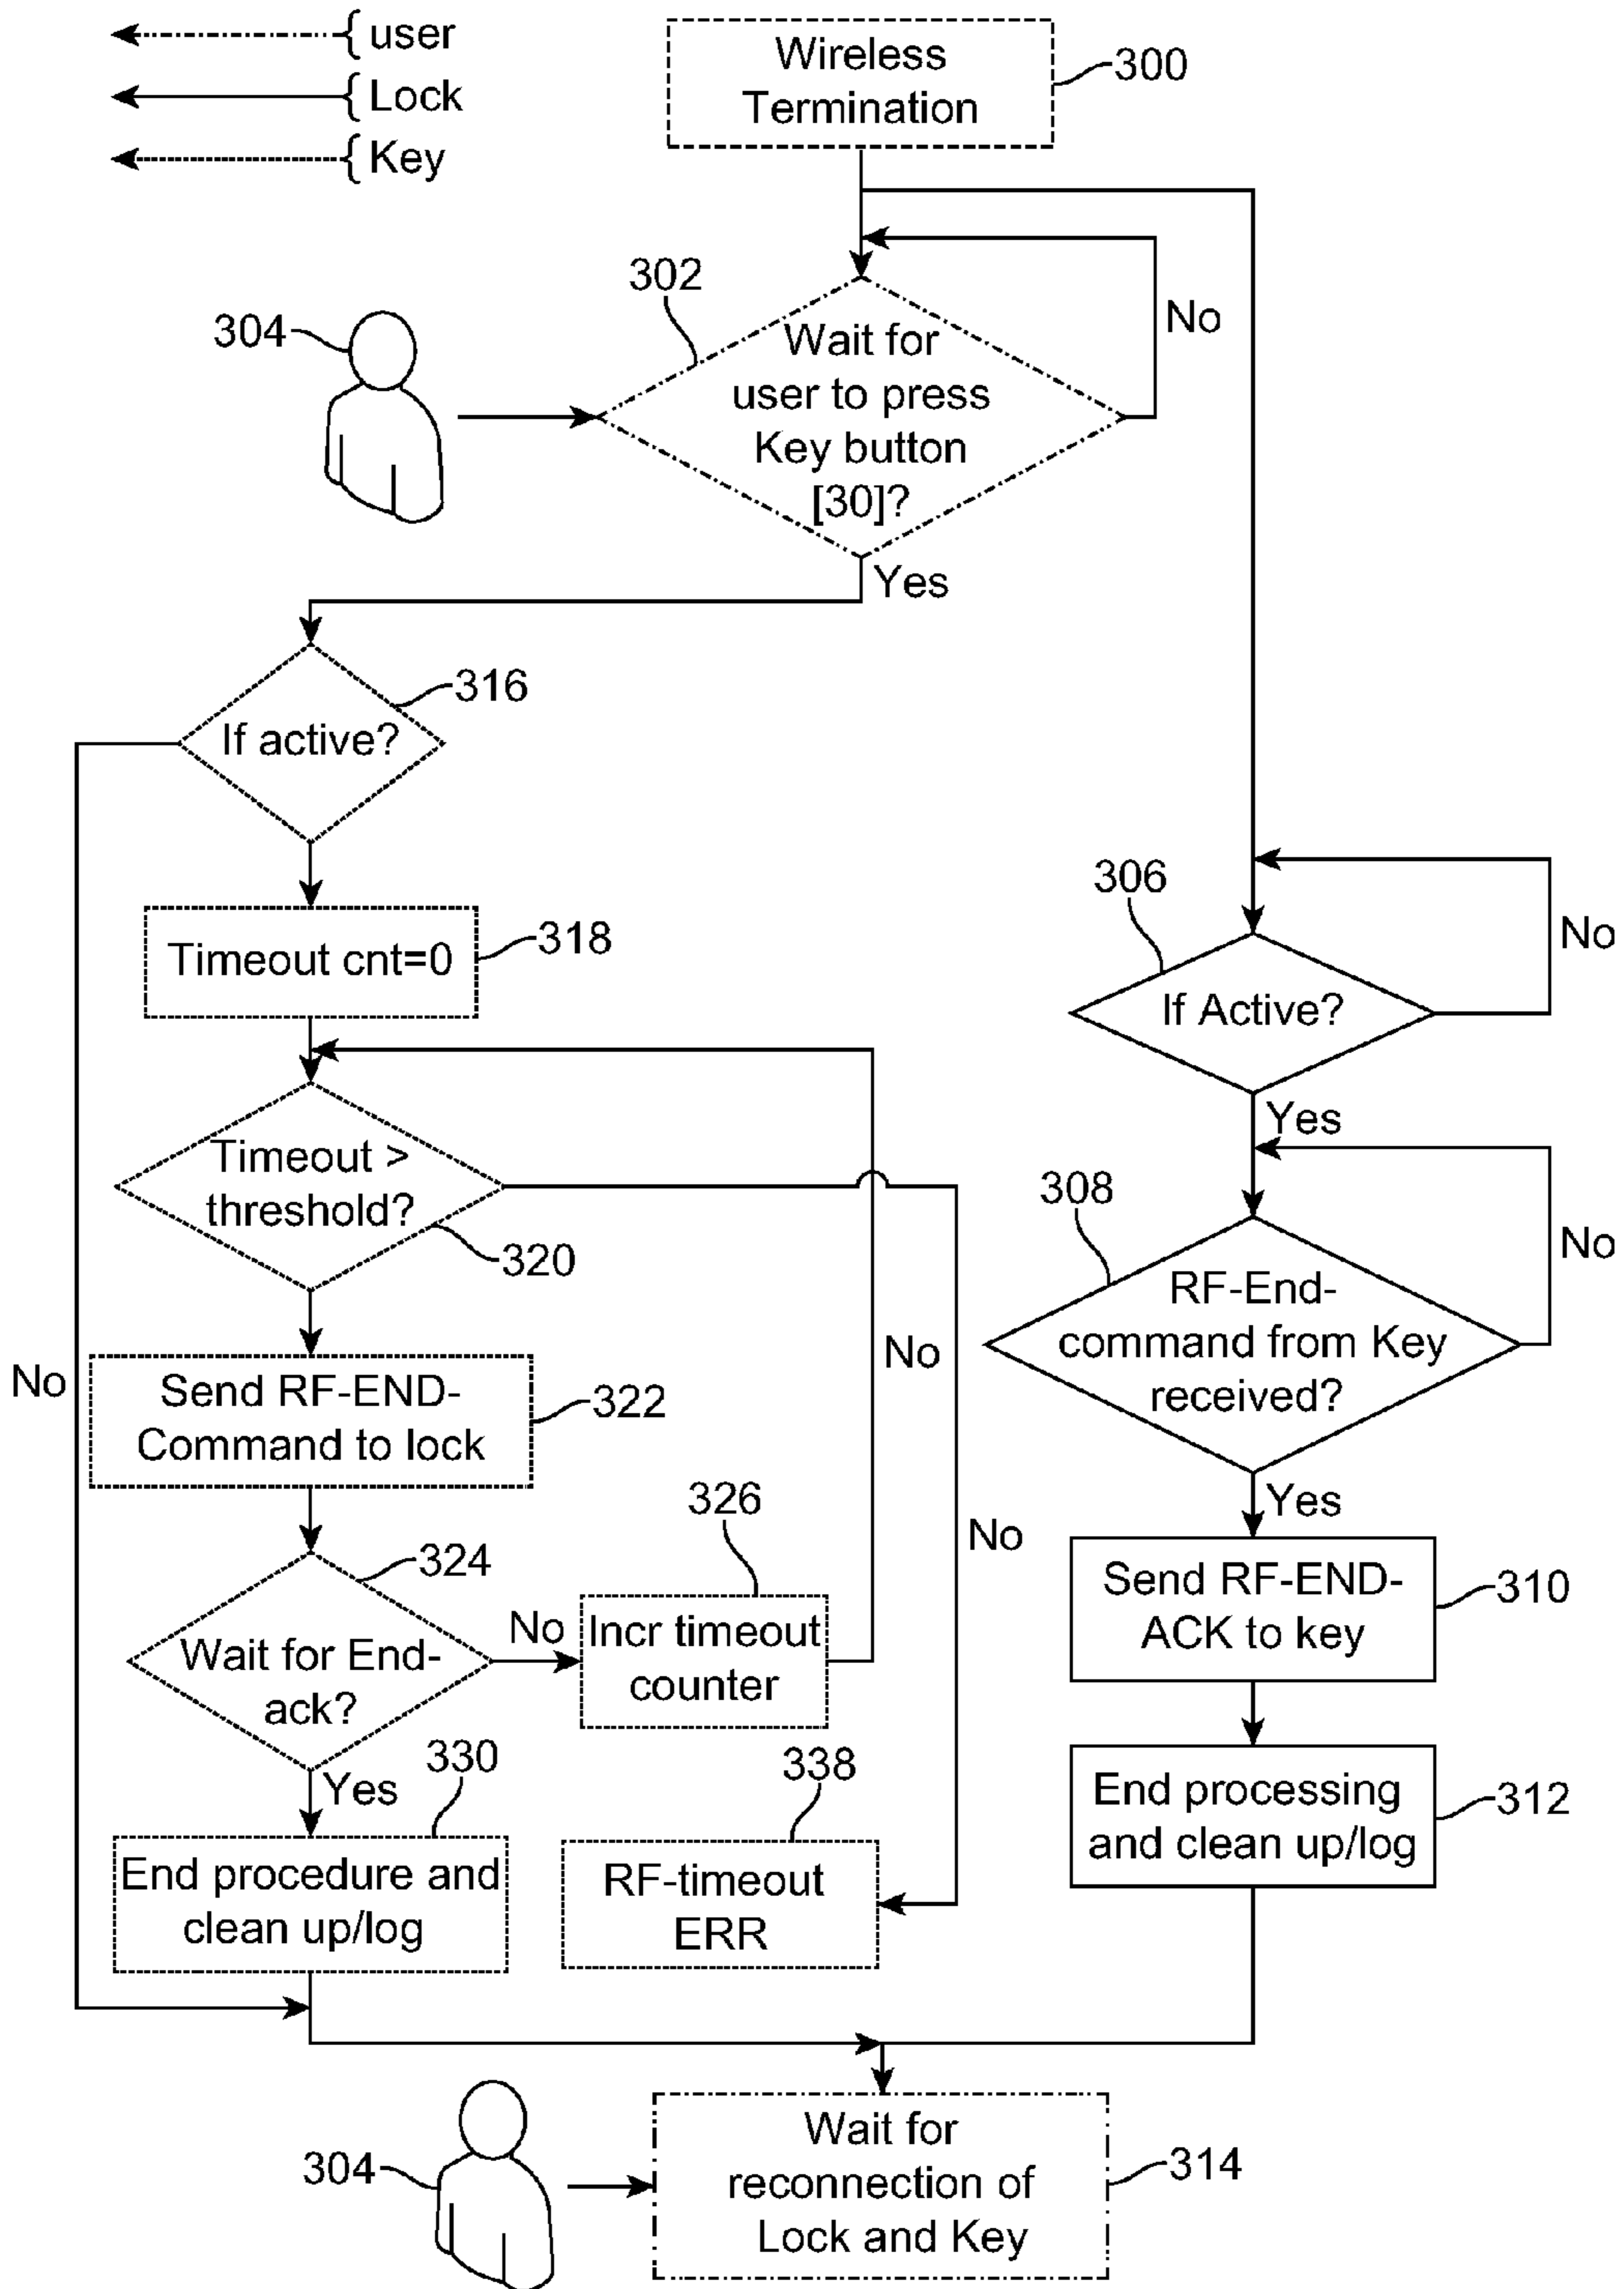 user
Lock
Key
Wireless
Termination
300
302
304
Wait for
user to press
Key button
[30]?
No
Yes
316
If active?
318
Timeout cnt=0
306
If Active?
No
Yes
Timeout >
threshold?
320
308
RF-End-
command from Key
received?
No
Yes
No
Send RF-END-
Command to lock
322
No
No
324
Wait for End-
ack?
No
326
Incr timeout
counter
Yes
330
End procedure and
clean up/log
338
RF-timeout
ERR
Send RF-END-
ACK to key
310
End processing
and clean up/log
312
304
Wait for
reconnection of
Lock and Key
314